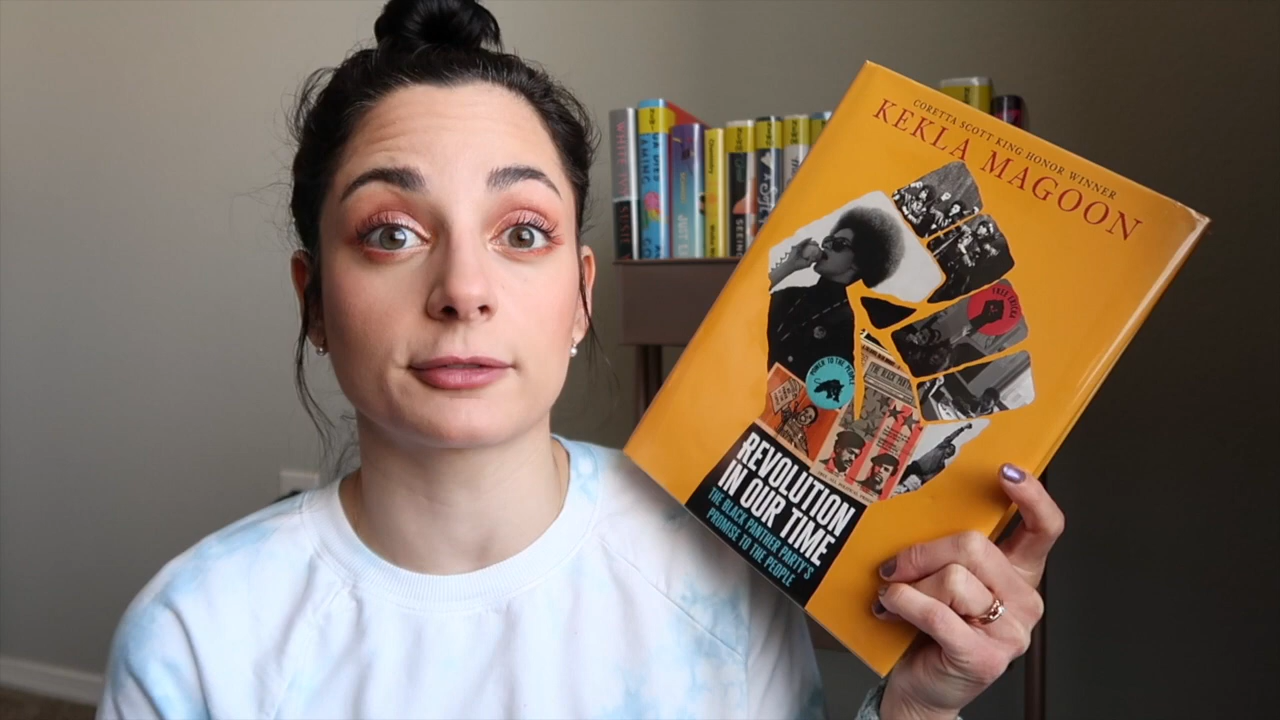 CORETTA SCOTT KING HONOR WINNER
KEKLA MAGOON
FREE ERICKA
POWER TO THE PEOPLE
THE BLACK PANTHER
REVOLUTION
IN OUR TIME
THE BLACK PANTHER PARTY'S
PROMISE TO THE PEOPLE